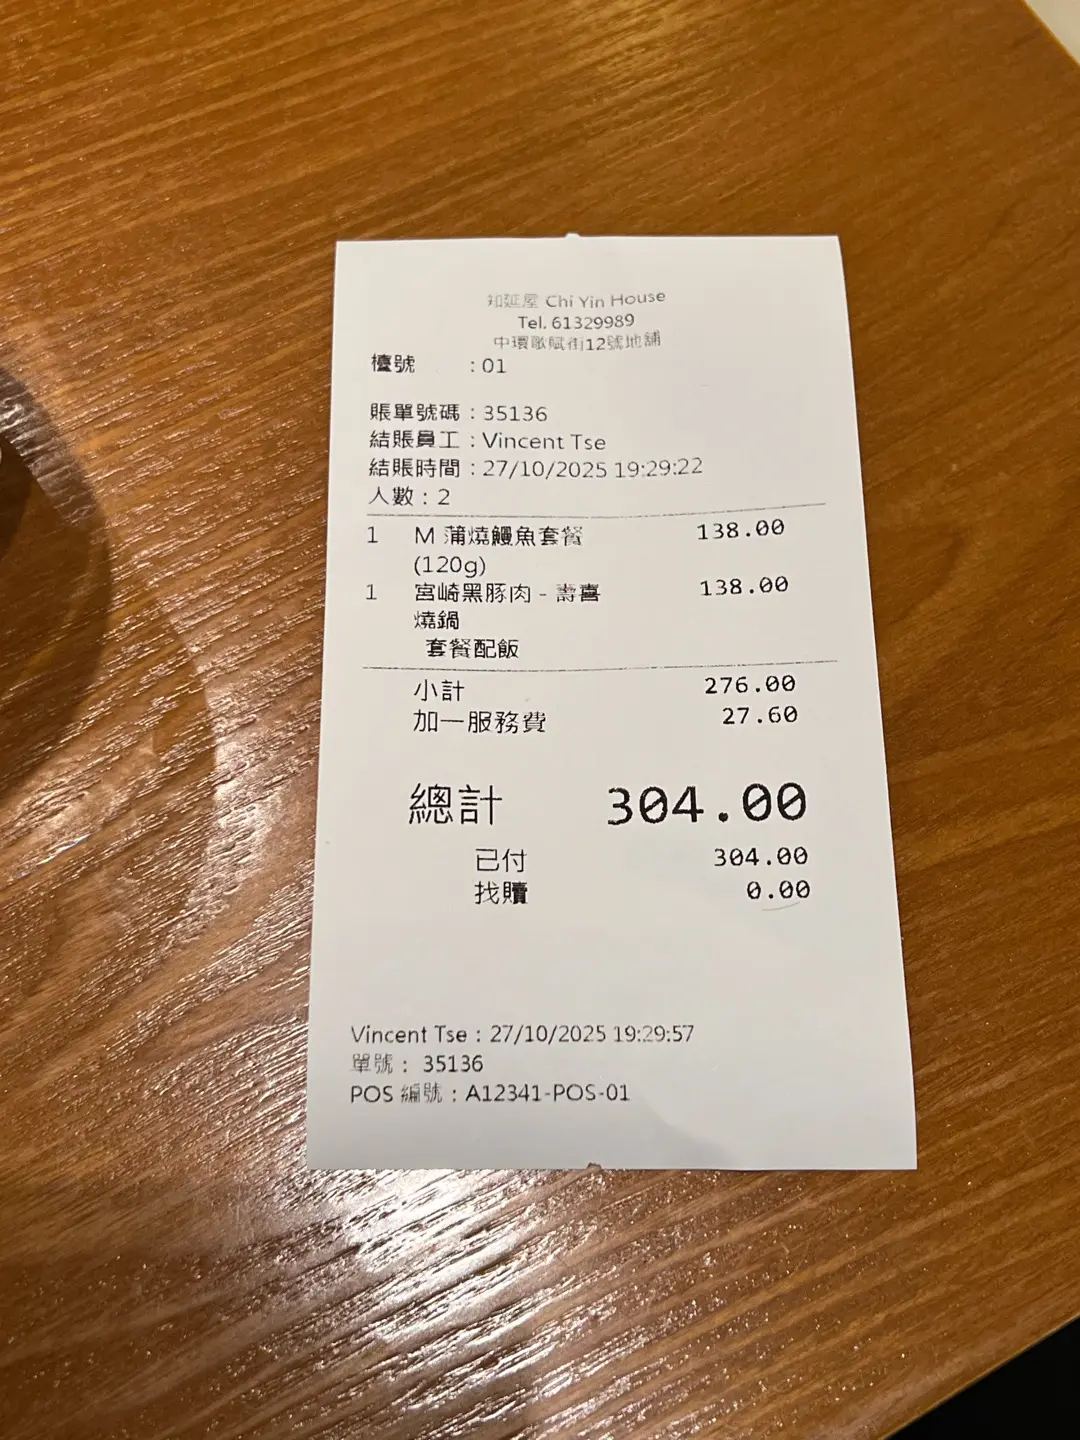 知延屋 Chi Yin House
Tel. 61329989
中環歌賦街12號地舖
檯號 : 01
賬單號碼 : 35136
結賬員工 : Vincent Tse
結賬時間 : 27/10/2025 19:29:22
人數 : 2
1 M 蒲燒鰻魚套餐 138.00
(120g)
1 宮崎黑豚肉 - 壽喜 138.00
燒鍋
套餐配飯
小計 276.00
加一服務費 27.60
總計 304.00
已付 304.00
找贖 0.00
Vincent Tse : 27/10/2025 19:29:57
單號 : 35136
POS 編號 : A12341-POS-01